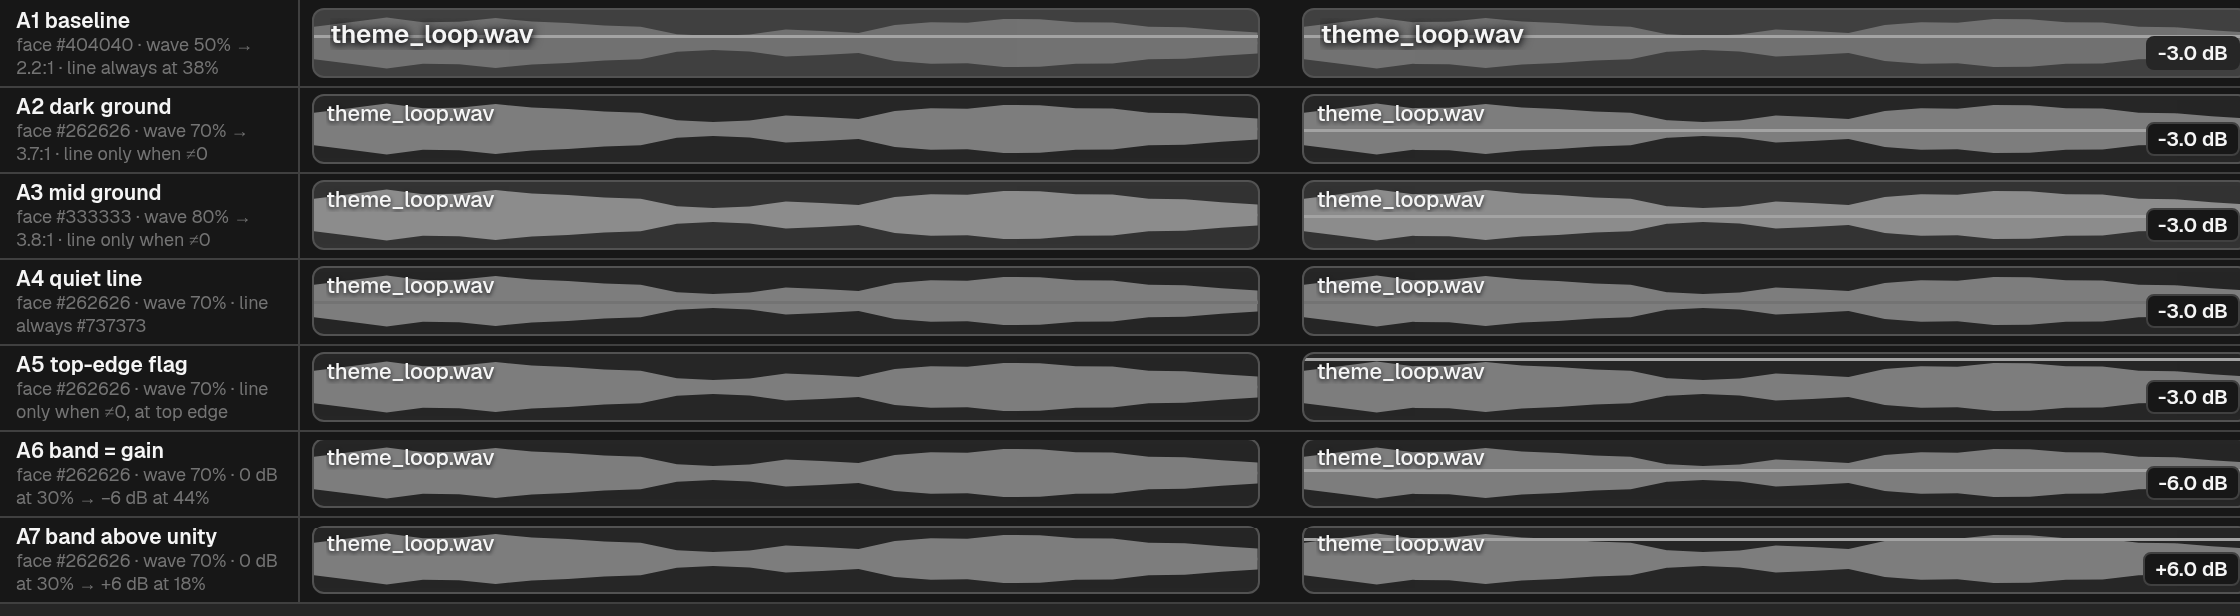 A1 baseline
face #404040 · wave 50% →
2.2:1 · line always at 38%
theme_loop.wav
theme_loop.wav
-3.0 dB
A2 dark ground
face #262626 · wave 70% →
3.7:1 · line only when ≠0
theme_loop.wav
theme_loop.wav
-3.0 dB
A3 mid ground
face #333333 · wave 80% →
3.8:1 · line only when ≠0
theme_loop.wav
theme_loop.wav
-3.0 dB
A4 quiet line
face #262626 · wave 70% · line
always #737373
theme_loop.wav
theme_loop.wav
-3.0 dB
A5 top-edge flag
face #262626 · wave 70% · line
only when ≠0, at top edge
theme_loop.wav
theme_loop.wav
-3.0 dB
A6 band = gain
face #262626 · wave 70% · 0 dB
at 30% → −6 dB at 44%
theme_loop.wav
theme_loop.wav
-6.0 dB
A7 band above unity
face #262626 · wave 70% · 0 dB
at 30% → +6 dB at 18%
theme_loop.wav
theme_loop.wav
+6.0 dB